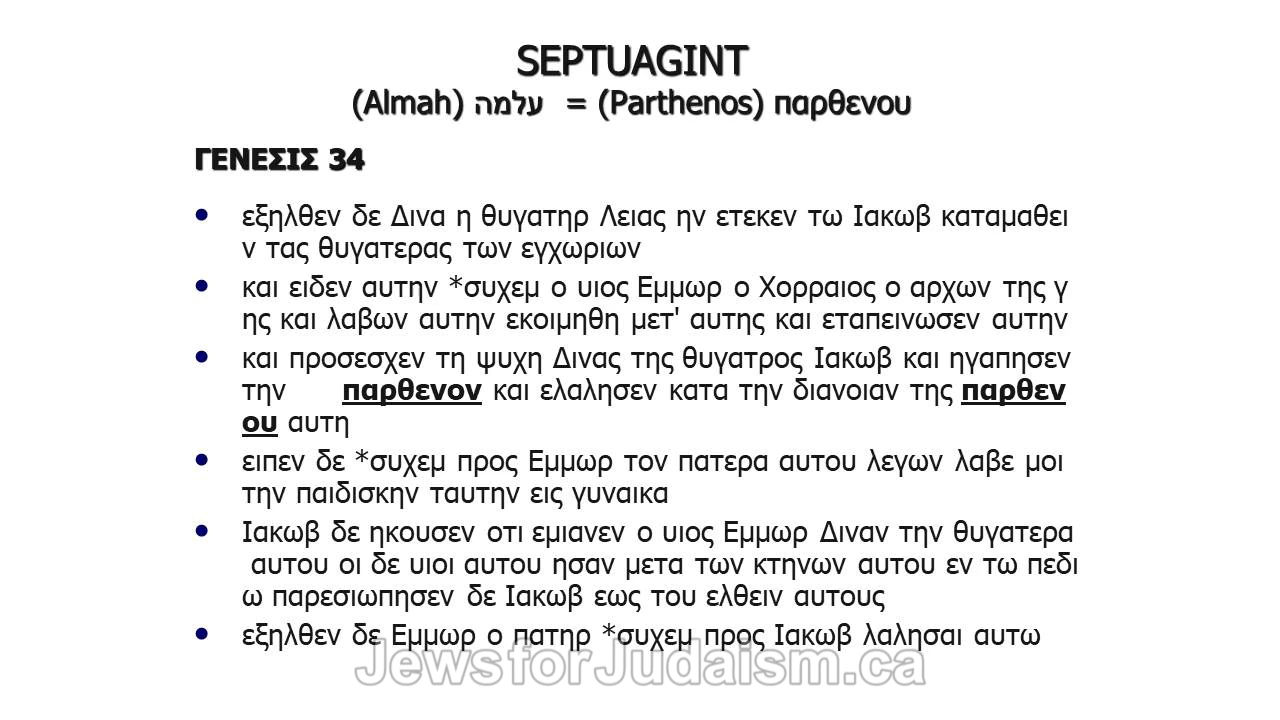 SEPTUAGINT
(Almah) עלמה = (Parthenos) παρθενου
ΓΕΝΕΣΙΣ 34
• εξηλθεν δε Δινα η θυγατηρ Λειας ην ετεκεν τω Ιακωβ καταμαθει
ν τας θυγατερας των εγχωριων
• και ειδεν αυτην *συχεμ ο υιος Εμμωρ ο Χορραιος ο αρχων της γ
ης και λαβων αυτην εκοιμηθη μετ' αυτης και εταπεινωσεν αυτην
• και προσεσχεν τη ψυχη Δινας της θυγατρος Ιακωβ και ηγαπησεν
την παρθενον και ελαλησεν κατα την διανοιαν της παρθεν
ου αυτη
• ειπεν δε *συχεμ προς Εμμωρ τον πατερα αυτου λεγων λαβε μοι
την παιδισκην ταυτην εις γυναικα
• Ιακωβ δε ηκουσεν οτι εμιανεν ο υιος Εμμωρ Διναν την θυγατερα
αυτου οι δε υιοι αυτου ησαν μετα των κτηνων αυτου εν τω πεδι
ω παρεσιωπησεν δε Ιακωβ εως του ελθειν αυτους
• εξηλθεν δε Εμμωρ ο πατηρ *συχεμ προς Ιακωβ λαλησαι αυτω
JewsforJudaism.ca